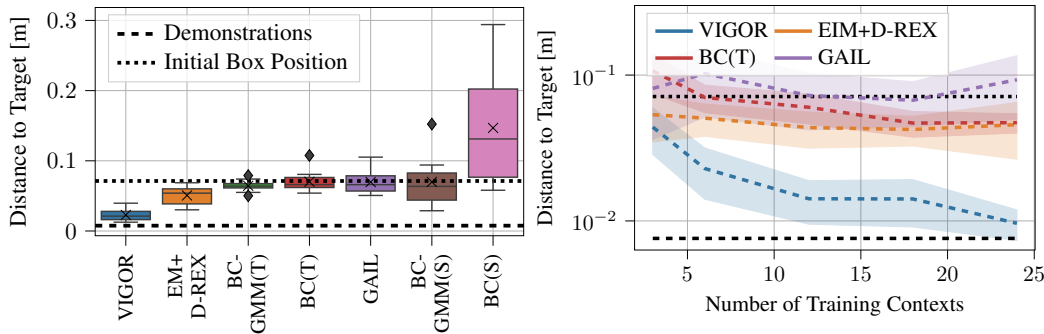 Distance to Target [m]
0.3
0.2
0.1
0
Demonstrations
Initial Box Position
VIGOR
EM+
D-REX
BC-
GMM(T)
BC(T)
GAIL
BC-
GMM(S)
BC(S)
Distance to Target [m]
10⁻¹
10⁻²
VIGOR
EIM+D-REX
BC(T)
GAIL
5
10
15
20
25
Number of Training Contexts